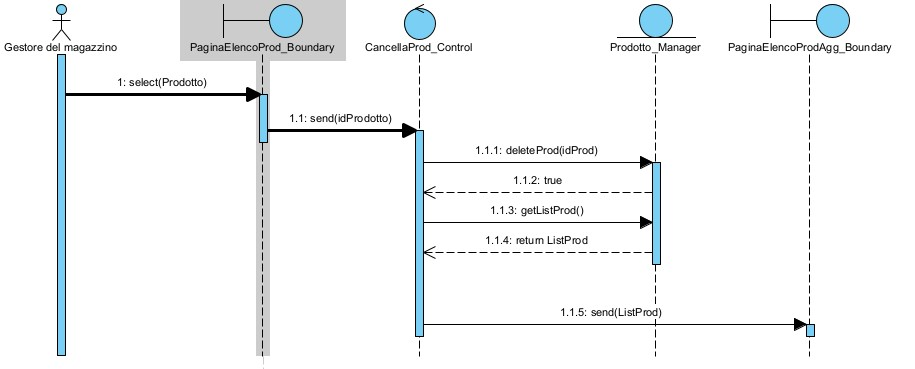 Gestore del magazzino
PaginaElencoProd_Boundary
CancellaProd_Control
Prodotto_Manager
PaginaElencoProdAgg_Boundary
1: select(Prodotto)
1.1: send(idProdotto)
1.1.1: deleteProd(idProd)
1.1.2: true
1.1.3: getListProd()
1.1.4: return ListProd
1.1.5: send(ListProd)